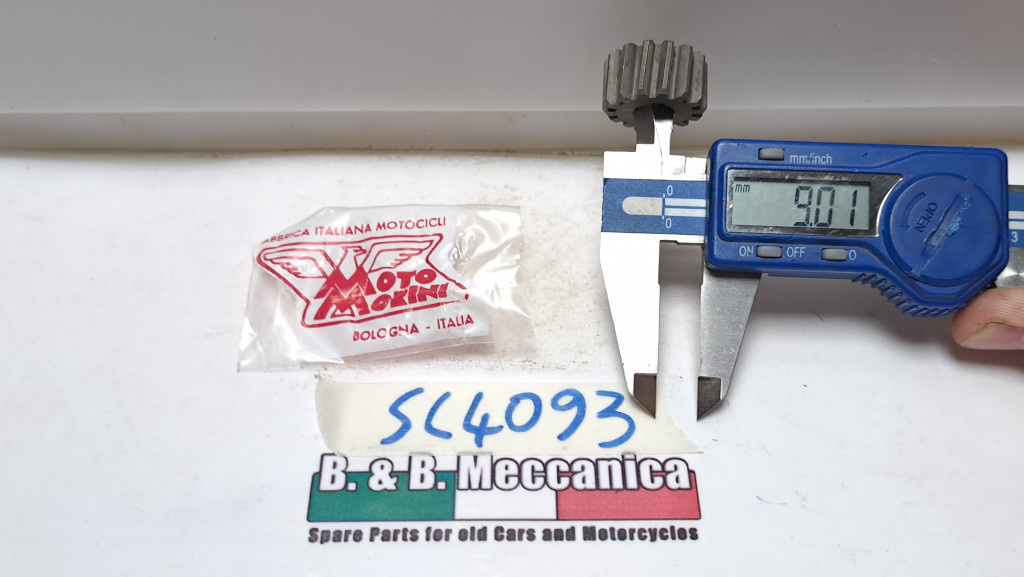 FABBRICA ITALIANA MOTOCICLI
MOTO
MORINI
BOLOGNA - ITALIA
SC4093
B. & B. Meccanica
Spare Parts for old Cars and Motorcycles
mm/inch
mm
9.01
OPEN
ON OFF 0
0
0
3